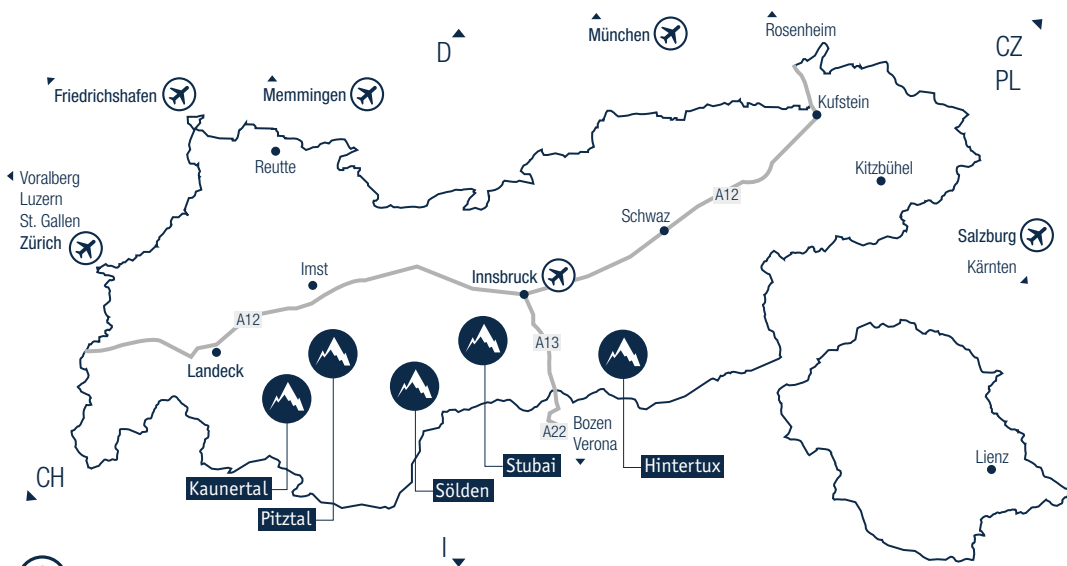 D
München
Rosenheim
CZ
PL
Friedrichshafen
Memmingen
Kufstein
Reutte
Kitzbühel
Voralberg
Luzern
St. Gallen
Zürich
A12
Schwaz
Salzburg
Kärnten
Imst
Innsbruck
A12
A13
Landeck
A22
Bozen
Verona
Lienz
CH
Stubai
Hintertux
Kaunertal
Sölden
Pitztal
I